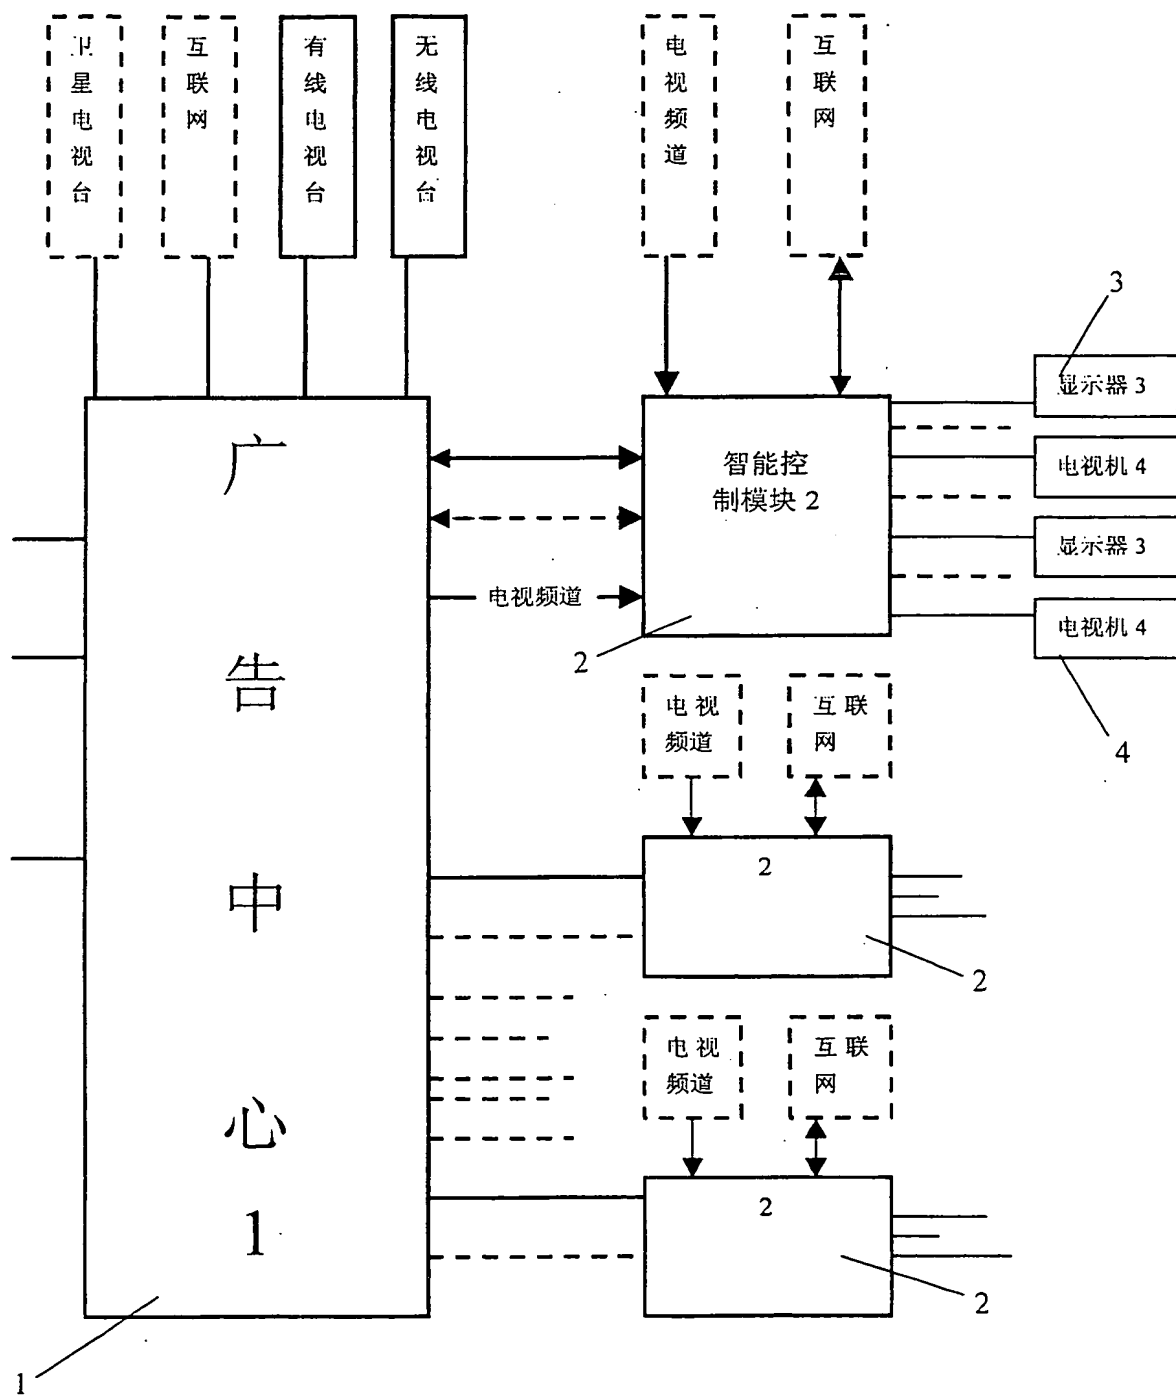 卫星电视台
互联网
有线电视台
无线电视台
电视频道
互联网
3
显示器 3
电视机 4
显示器 3
电视机 4
4
智能控
制模块 2
2
电视频道
广告中心1
1
电视
频道
互联
网
2
2
电视
频道
互联
网
2
2